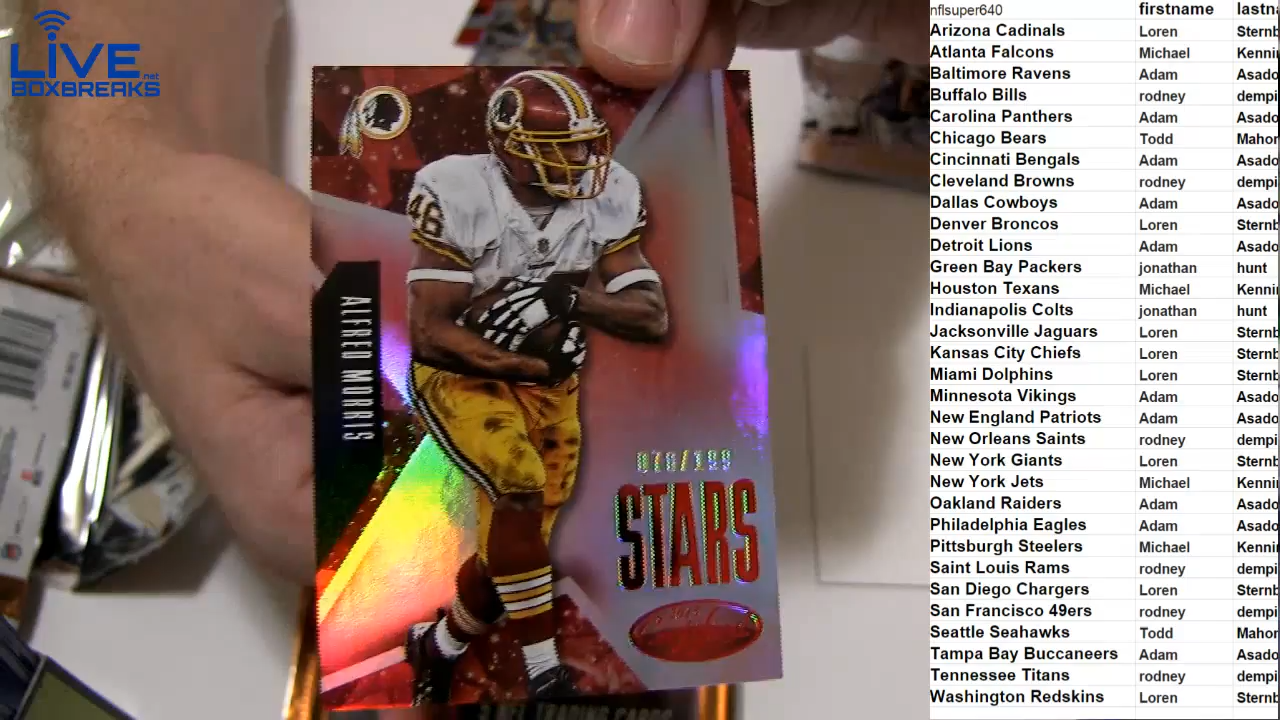 LIVE.net
BOXBREAKS
46
ALFRED MORRIS
STARS
nflsuper640 firstname
Arizona Cadinals Loren
Atlanta Falcons Michael
Baltimore Ravens Adam
Buffalo Bills rodney
Carolina Panthers Adam
Chicago Bears Todd
Cincinnati Bengals Adam
Cleveland Browns rodney
Dallas Cowboys Adam
Denver Broncos Loren
Detroit Lions Adam
Green Bay Packers jonathan hunt
Houston Texans Michael
Indianapolis Colts jonathan hunt
Jacksonville Jaguars Loren
Kansas City Chiefs Loren
Miami Dolphins Loren
Minnesota Vikings Adam
New England Patriots Adam
New Orleans Saints rodney
New York Giants Loren
New York Jets Michael
Oakland Raiders Adam
Philadelphia Eagles Adam
Pittsburgh Steelers Michael
Saint Louis Rams rodney
San Diego Chargers Loren
San Francisco 49ers rodney
Seattle Seahawks Todd
Tampa Bay Buccaneers Adam
Tennessee Titans rodney
Washington Redskins Loren